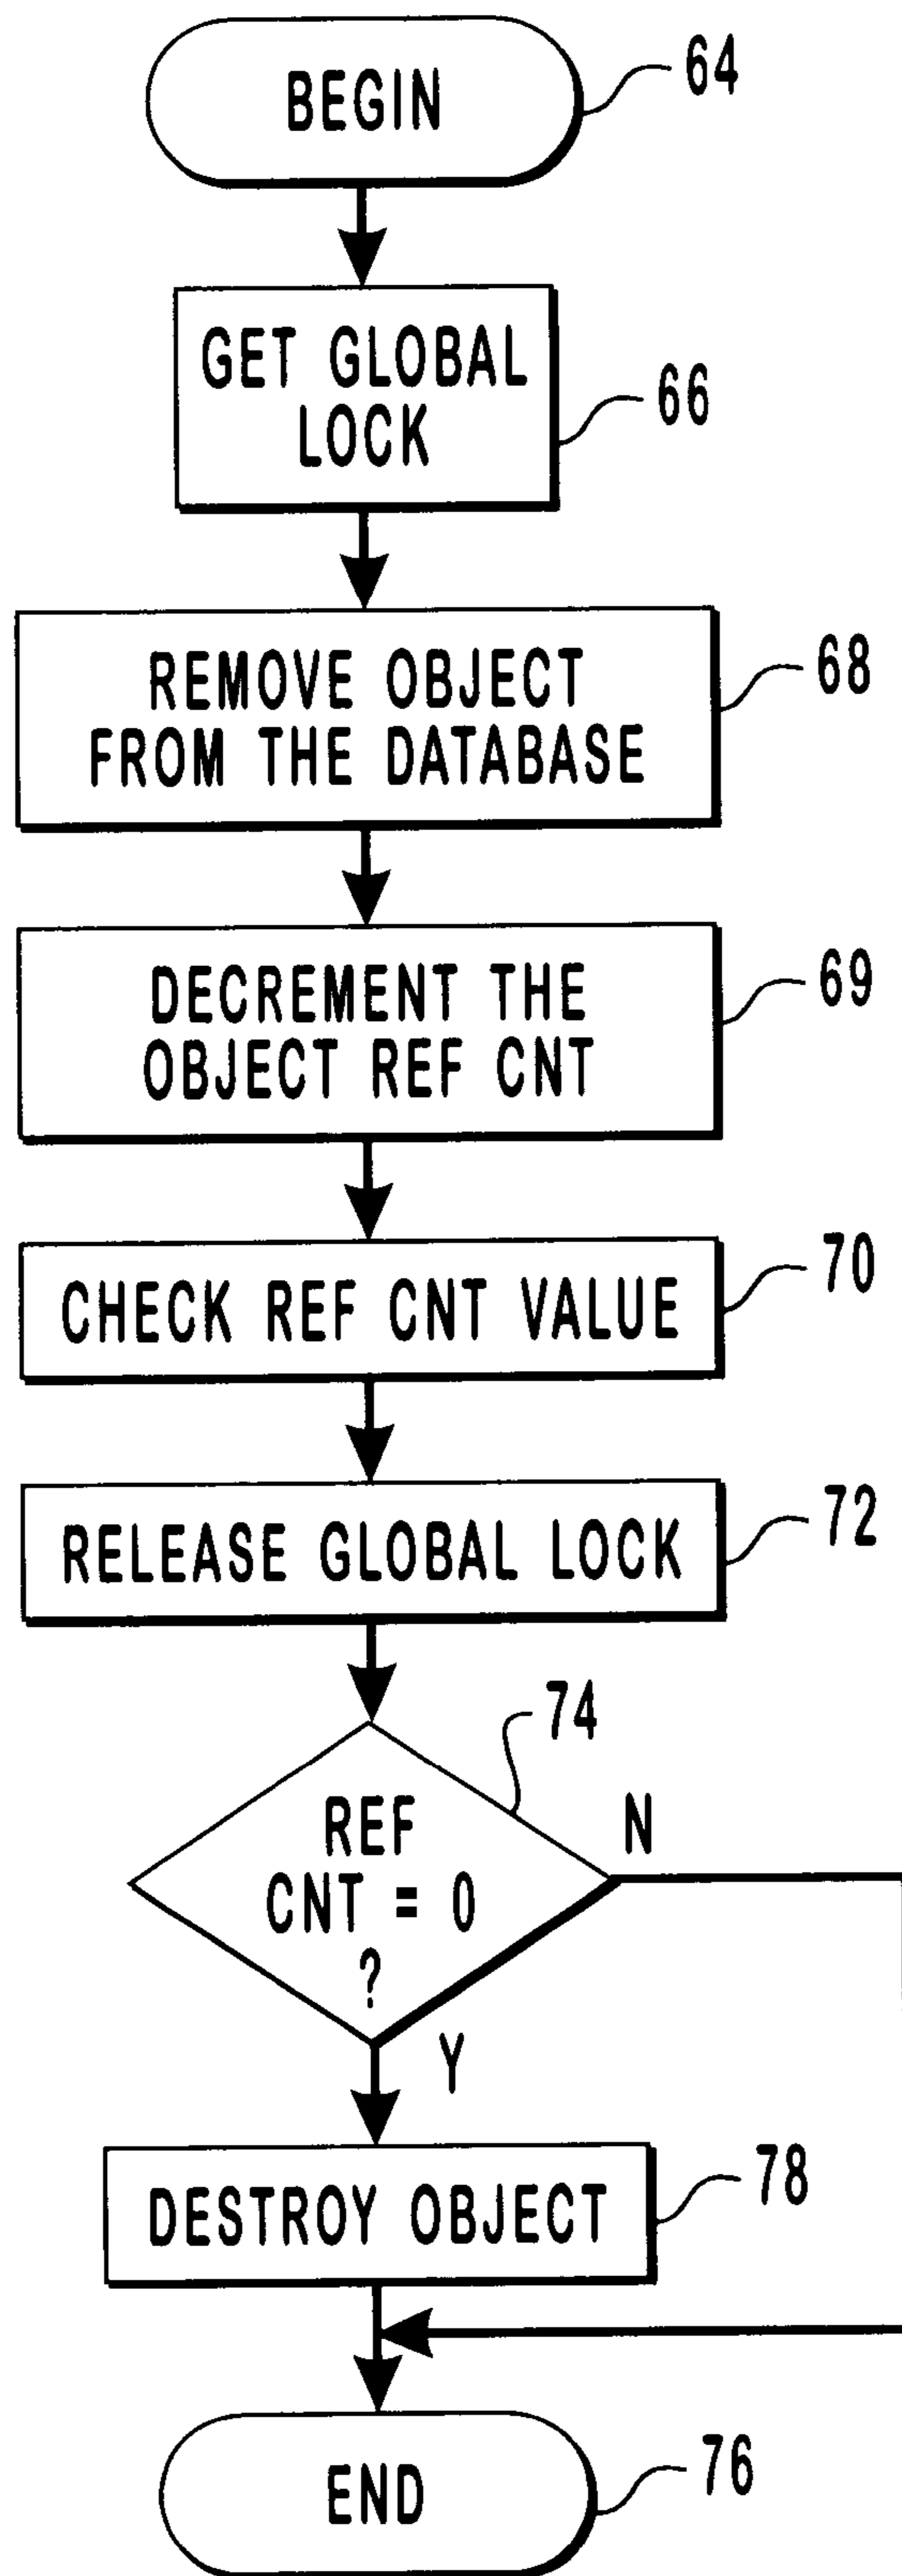 BEGIN
64
GET GLOBAL
LOCK
66
REMOVE OBJECT
FROM THE DATABASE
68
DECREMENT THE
OBJECT REF CNT
69
CHECK REF CNT VALUE
70
RELEASE GLOBAL LOCK
72
74
REF
CNT = 0
?
N
Y
DESTROY OBJECT
78
END
76